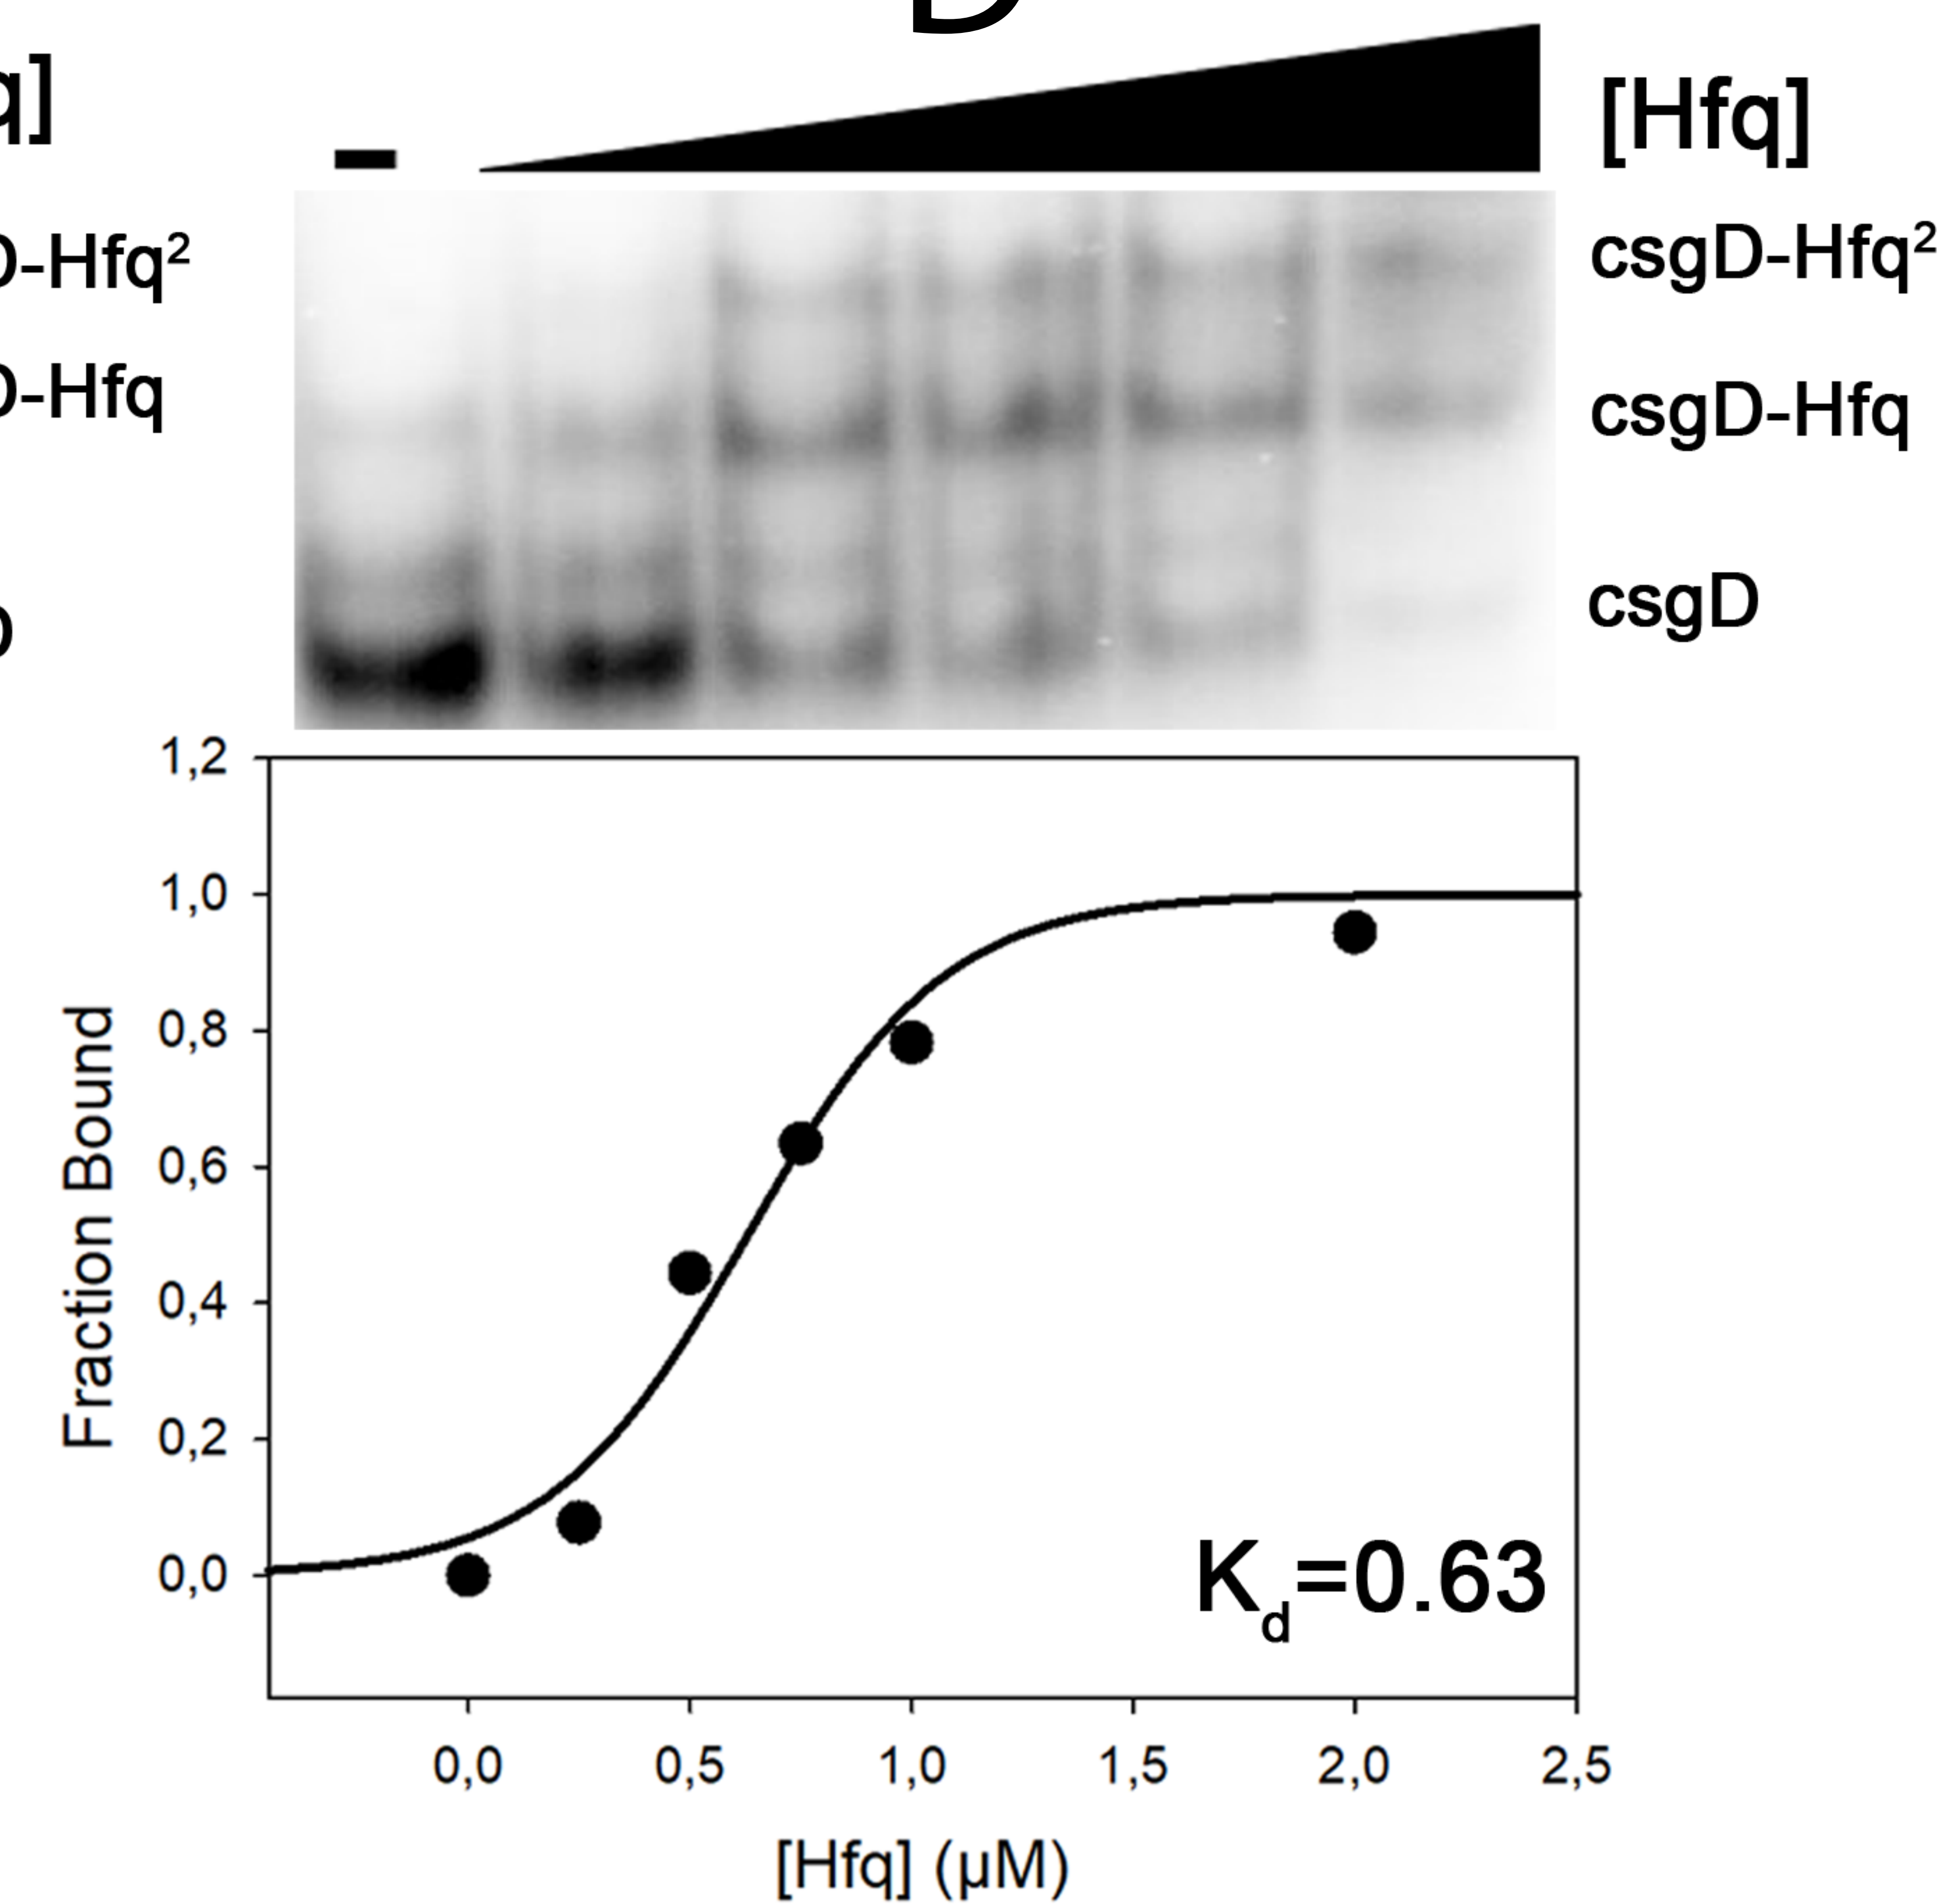 D
q]
[Hfq]
D-Hfq²
csgD-Hfq²
D-Hfq
csgD-Hfq
D
csgD
1,2
1,0
0,8
0,6
0,4
0,2
0,0
Fraction Bound
Kd=0.63
0,0 0,5 1,0 1,5 2,0 2,5
[Hfq] (µM)